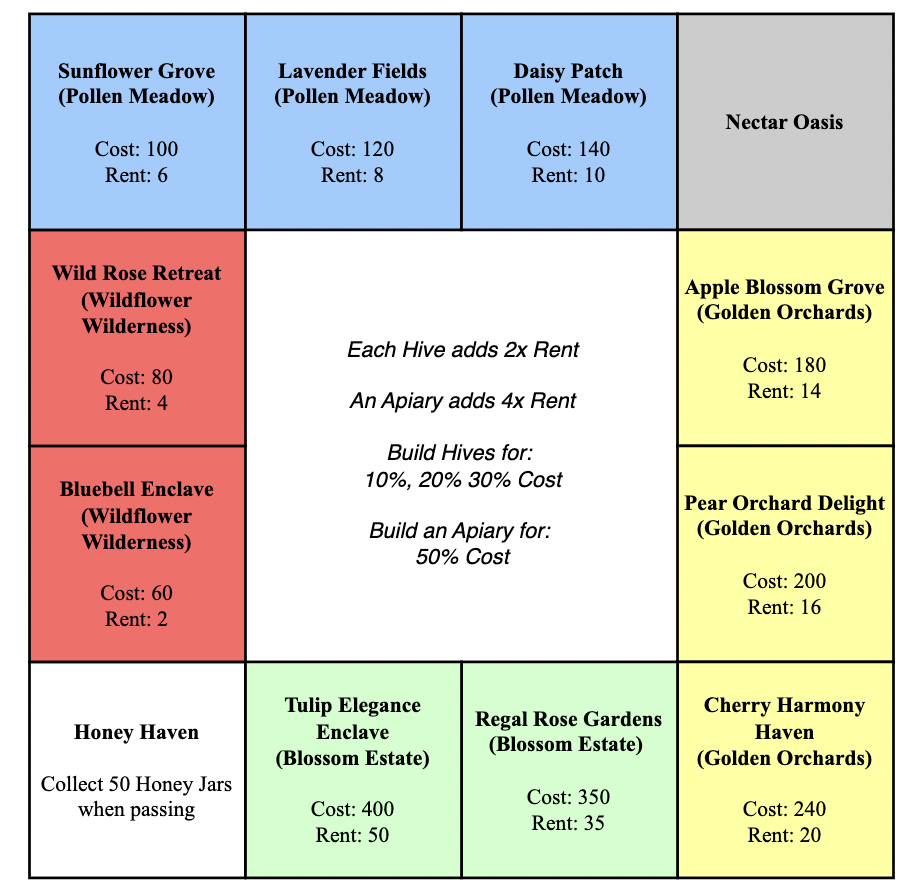 Sunflower Grove
(Pollen Meadow)
Cost: 100
Rent: 6
Lavender Fields
(Pollen Meadow)
Cost: 120
Rent: 8
Daisy Patch
(Pollen Meadow)
Cost: 140
Rent: 10
Nectar Oasis
Wild Rose Retreat
(Wildflower
Wilderness)
Cost: 80
Rent: 4
Each Hive adds 2x Rent
An Apiary adds 4x Rent
Build Hives for:
10%, 20% 30% Cost
Build an Apiary for:
50% Cost
Apple Blossom Grove
(Golden Orchards)
Cost: 180
Rent: 14
Bluebell Enclave
(Wildflower
Wilderness)
Cost: 60
Rent: 2
Pear Orchard Delight
(Golden Orchards)
Cost: 200
Rent: 16
Honey Haven
Collect 50 Honey Jars
when passing
Tulip Elegance
Enclave
(Blossom Estate)
Cost: 400
Rent: 50
Regal Rose Gardens
(Blossom Estate)
Cost: 350
Rent: 35
Cherry Harmony
Haven
(Golden Orchards)
Cost: 240
Rent: 20